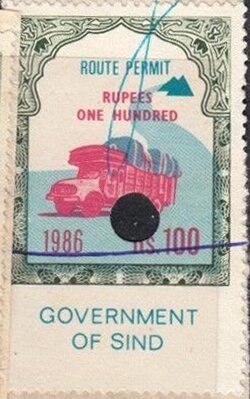 ROUTE PERMIT
RUPEES
ONE HUNDRED
1986 Rs.100
GOVERNMENT
OF SIND